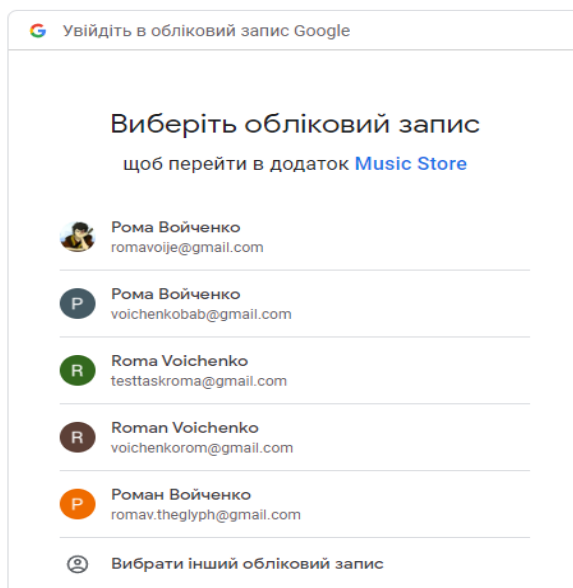 Увійдіть в обліковий запис Google
Виберіть обліковий запис
щоб перейти в додаток Music Store
Рома Войченко
romavoije@gmail.com
Р
Рома Войченко
voichenkobab@gmail.com
R
Roma Voichenko
testtaskroma@gmail.com
R
Roman Voichenko
voichenkorom@gmail.com
Р
Роман Войченко
romav.theglyph@gmail.com
Вибрати інший обліковий запис